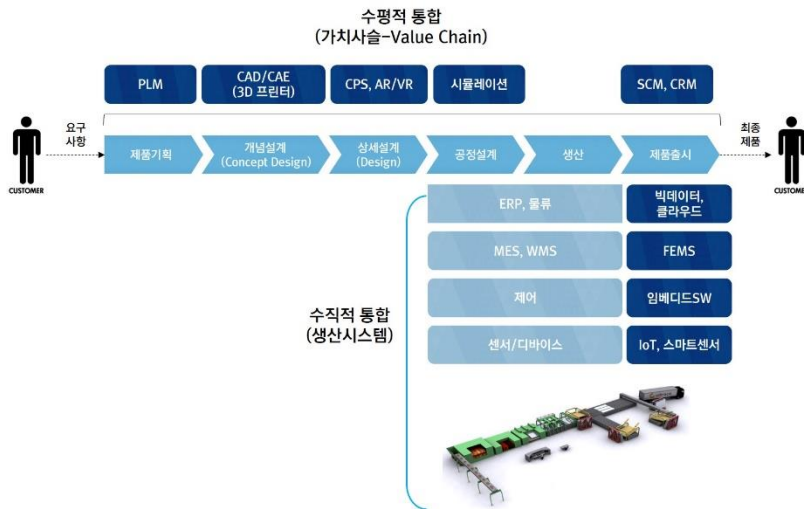 수평적 통합
(가치사슬-Value Chain)
PLM
CAD/CAE
(3D 프린터)
CPS, AR/VR
시뮬레이션
SCM, CRM
CUSTOMER
요구
사항
제품기획
개념설계
(Concept Design)
상세설계
(Design)
공정설계
생산
제품출시
최종
제품
CUSTOMER
수직적 통합
(생산시스템)
ERP, 물류
빅데이터,
클라우드
MES, WMS
FEMS
제어
임베디드SW
센서/디바이스
IoT, 스마트센서